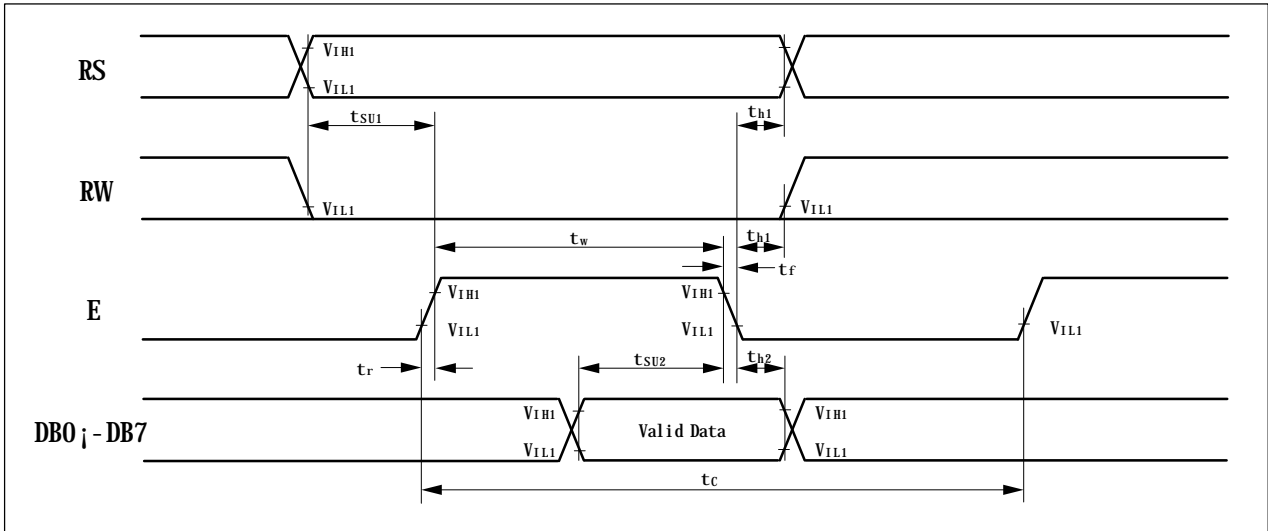 RS
VIH1
VIL1
tSU1
th1
RW
VIL1
VIL1
tw
th1
tf
E
VIH1
VIH1
VIL1
VIL1
VIL1
tr
tSU2
th2
DB0¡-DB7
VIH1
VIL1
Valid Data
VIH1
VIL1
tC